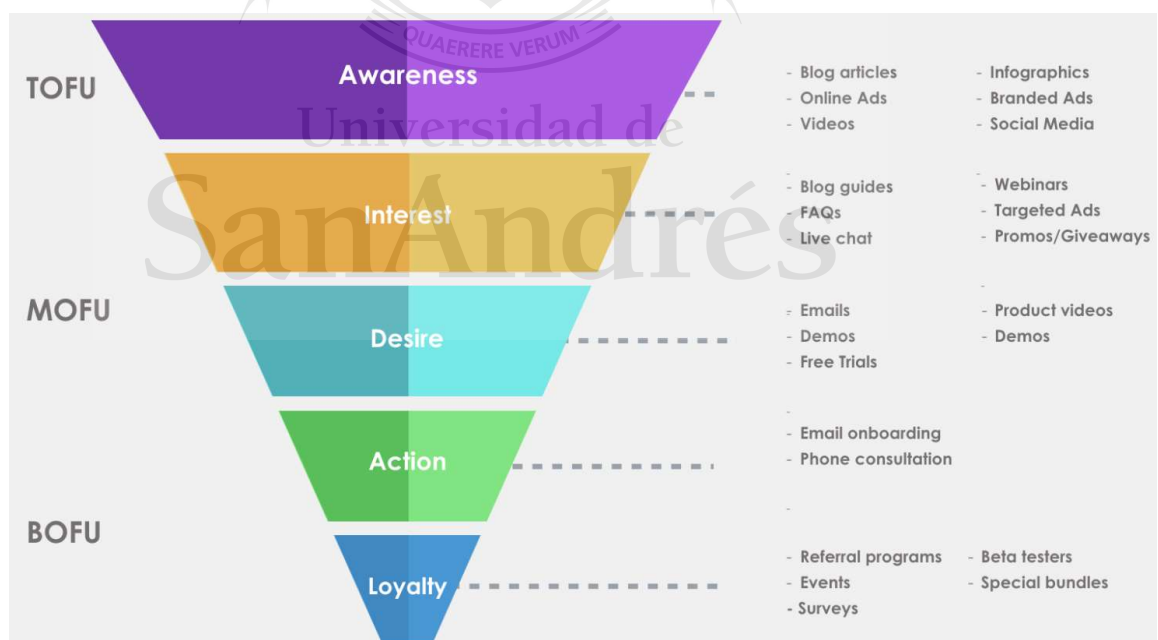 QUAERERE VERUM
Universidad de
SanAndrés
TOFU
Awareness
- Blog articles
- Online Ads
- Videos
- Infographics
- Branded Ads
- Social Media
Interest
- Blog guides
- FAQs
- Live chat
- Webinars
- Targeted Ads
- Promos/Giveaways
MOFU
Desire
- Emails
- Demos
- Free Trials
- Product videos
- Demos
Action
- Email onboarding
- Phone consultation
BOFU
Loyalty
- Referral programs
- Events
- Surveys
- Beta testers
- Special bundles